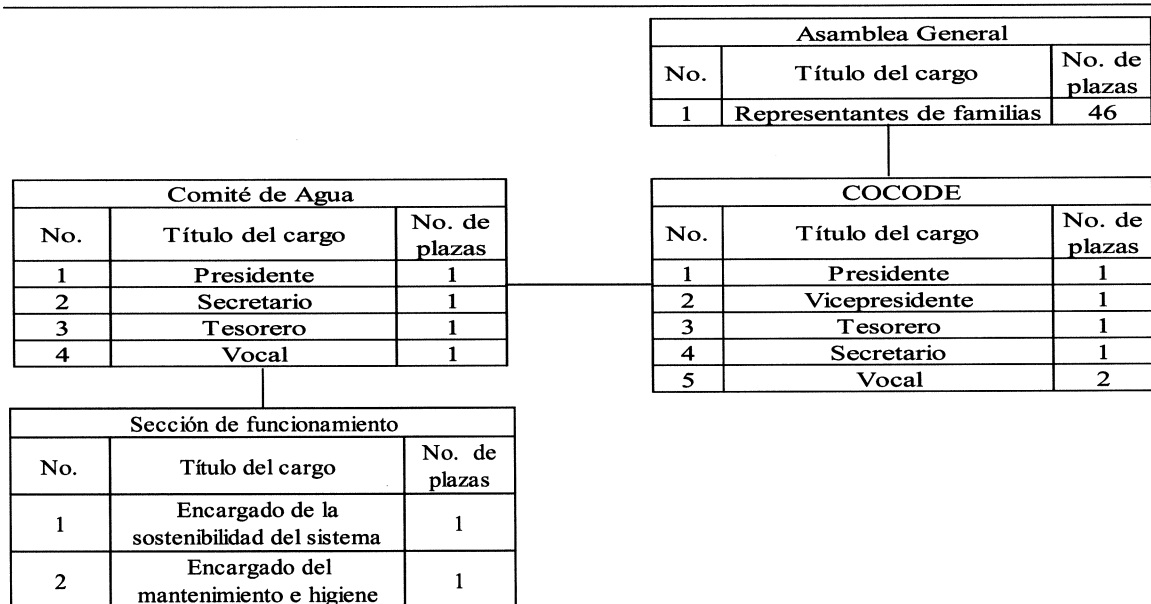 Asamblea General
No. Título del cargo No. de plazas
1 Representantes de familias 46
Comité de Agua
No. Título del cargo No. de plazas
1 Presidente 1
2 Secretario 1
3 Tesorero 1
4 Vocal 1
COCODE
No. Título del cargo No. de plazas
1 Presidente 1
2 Vicepresidente 1
3 Tesorero 1
4 Secretario 1
5 Vocal 2
Sección de funcionamiento
No. Título del cargo No. de plazas
1 Encargado de la sostenibilidad del sistema 1
2 Encargado del mantenimiento e higiene 1